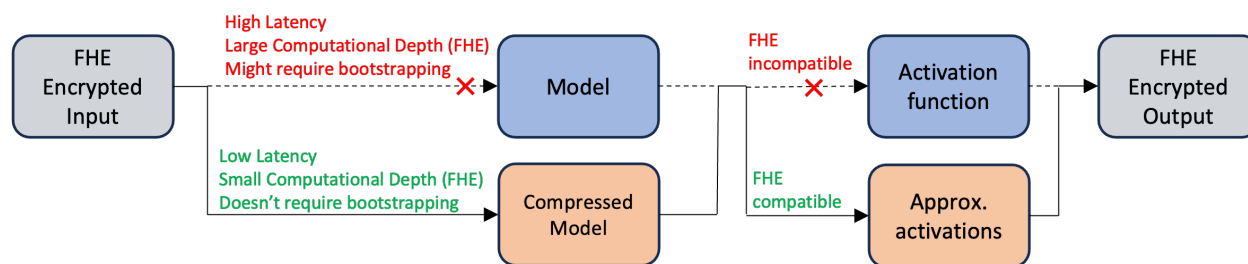 FHE
Encrypted
Input
High Latency
Large Computational Depth (FHE)
Might require bootstrapping
Low Latency
Small Computational Depth (FHE)
Doesn't require bootstrapping
Model
Compressed
Model
FHE
incompatible
FHE
compatible
Activation
function
Approx.
activations
FHE
Encrypted
Output